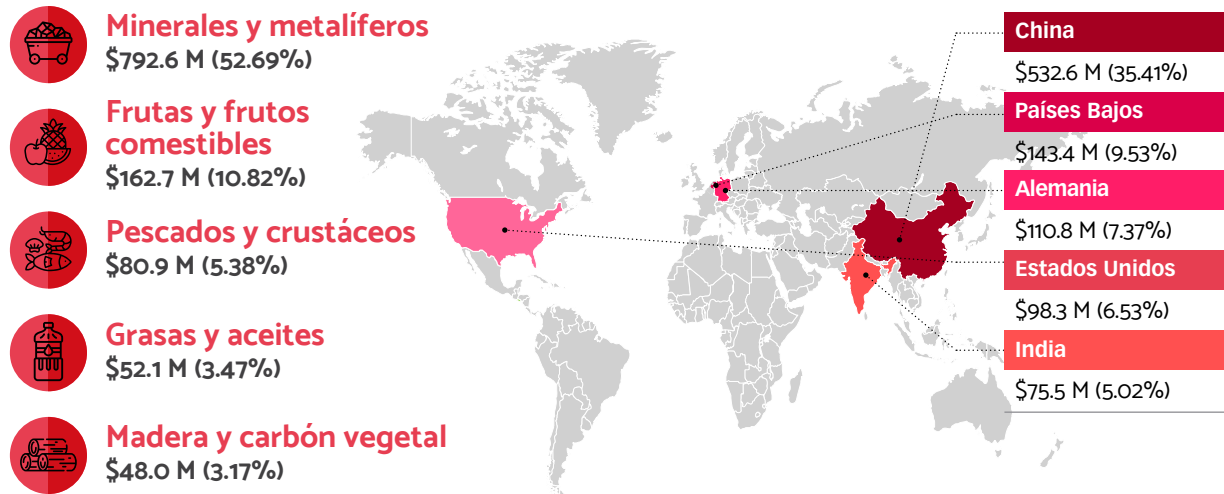 Minerales y metalíferos
$792.6 M (52.69%)
Frutas y frutos
comestibles
$162.7 M (10.82%)
Pescados y crustáceos
$80.9 M (5.38%)
Grasas y aceites
$52.1 M (3.47%)
Madera y carbón vegetal
$48.0 M (3.17%)
China
$532.6 M (35.41%)
Países Bajos
$143.4 M (9.53%)
Alemania
$110.8 M (7.37%)
Estados Unidos
$98.3 M (6.53%)
India
$75.5 M (5.02%)